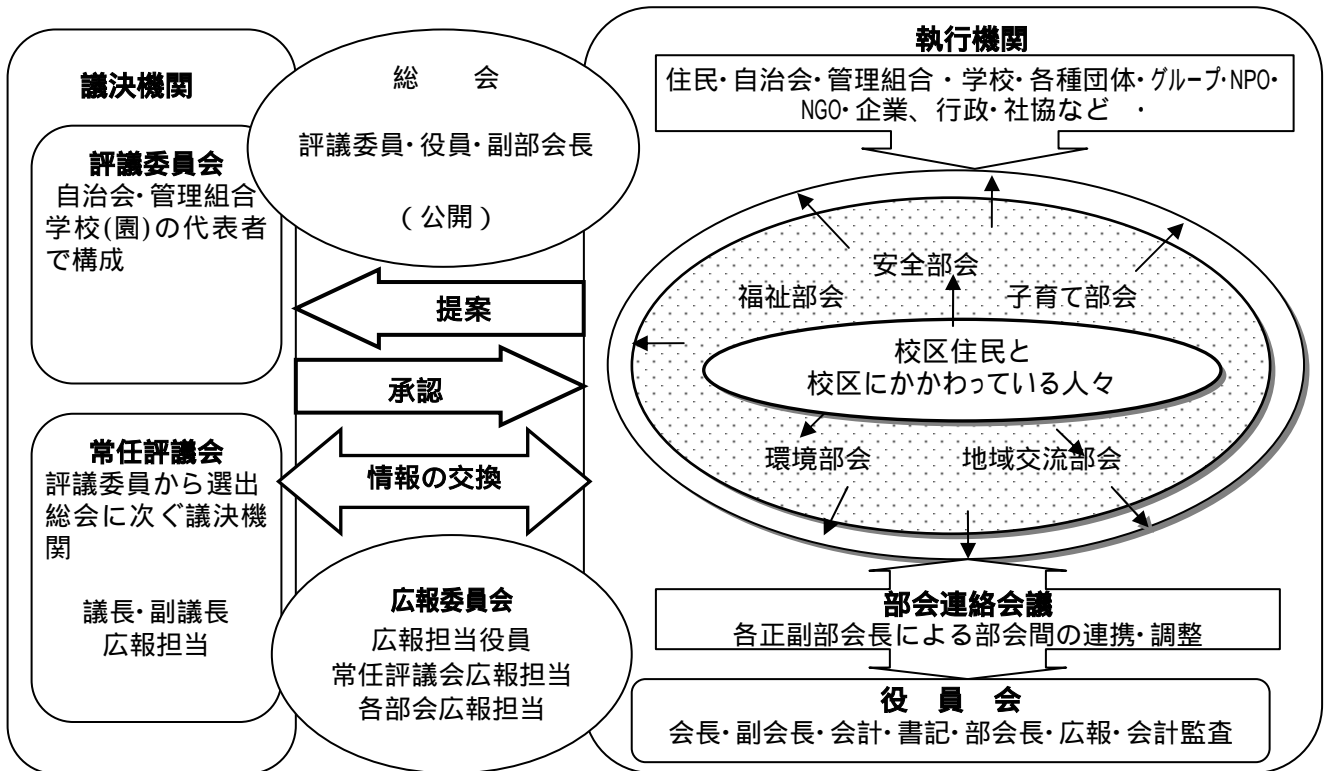 議決機関
評議委員会
自治会・管理組合
学校(園)の代表者
で構成
常任評議会
評議委員から選出
総会に次ぐ議決機
関
議長・副議長
広報担当
総　会
評議委員・役員・副部会長
（公開）
提案
承認
情報の交換
広報委員会
広報担当役員
常任評議会広報担当
各部会広報担当
執行機関
住民・自治会・管理組合・学校・各種団体・グループ・NPO・
NGO・企業、行政・社協など　・
安全部会
福祉部会
子育て部会
校区住民と
校区にかかわっている人々
環境部会
地域交流部会
部会連絡会議
各正副部会長による部会間の連携・調整
役　員　会
会長・副会長・会計・書記・部会長・広報・会計監査